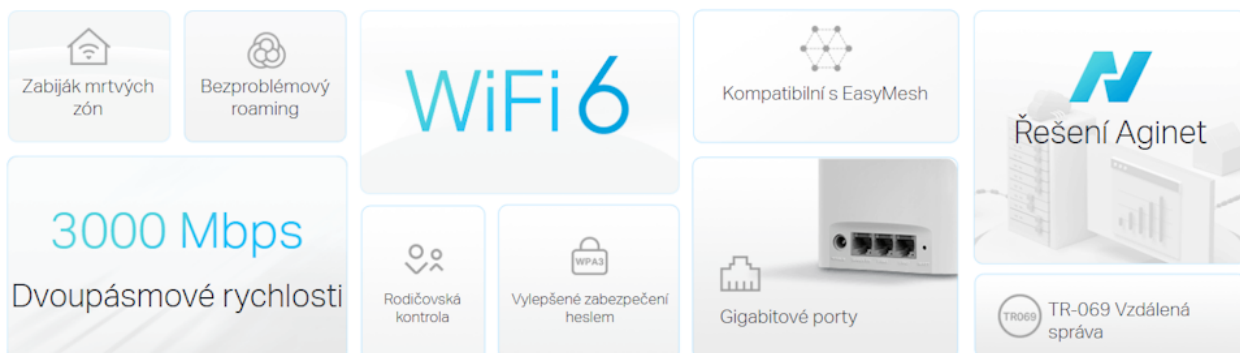 Zabiják mrtvých
zón
Bezproblémový
roaming
WiFi 6
Kompatibilní s EasyMesh
Řešení Aginet
3000 Mbps
Dvoupásmové rychlosti
Rodičovská
kontrola
WPA3
Vylepšené zabezpečení
heslem
Gigabitové porty
TR069
TR-069 Vzdálená
správa